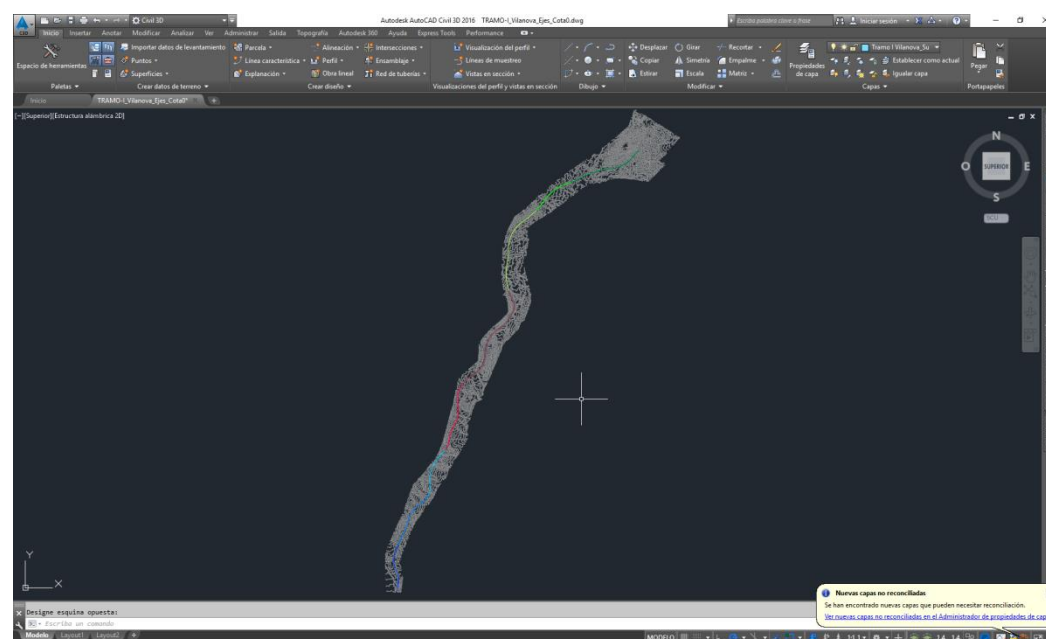 Civil 3D
Autodesk AutoCAD Civil 3D 2016 TRAMO-I_Vilanova_Ejes_Cota0.dwg
Escriba palabra clave o frase
Iniciar sesión
Inicio Insertar Anotar Modificar Analizar Ver Administrar Salida Topografía Autodesk 360 Ayuda Express Tools Performance
Espacio de herramientas
Importar datos de levantamiento
Puntos
Superficies
Parcela
Línea característica
Explanación
Alineación
Perfil
Obra lineal
Intersecciones
Ensamblaje
Red de tuberías
Visualización del perfil
Líneas de muestreo
Vistas en sección
Desplazar Girar Recortar
Copiar Simetría Empalme
Estirar Escala Matriz
Propiedades de capa
Tramo I Vilanova_Su
Establecer como actual
Igualar capa
Pegar
Paletas Crear datos de terreno Crear diseño Visualizaciones del perfil y vistas en sección Dibujo Modificar Capas Portapapeles
Inicio TRAMO-I_Vilanova_Ejes_Cota0*
[-][Superior][Estructura alámbrica 2D]
N
O SUPERIOR E
S
Y
X
Nuevas capas no reconciliadas
Se han encontrado nuevas capas que pueden necesitar reconciliación.
Ver nuevas capas no reconciliadas en el Administrador de propiedades de cap
Designe esquina opuesta:
Escriba un comando
Modelo Layout1 Layout2
MODELO